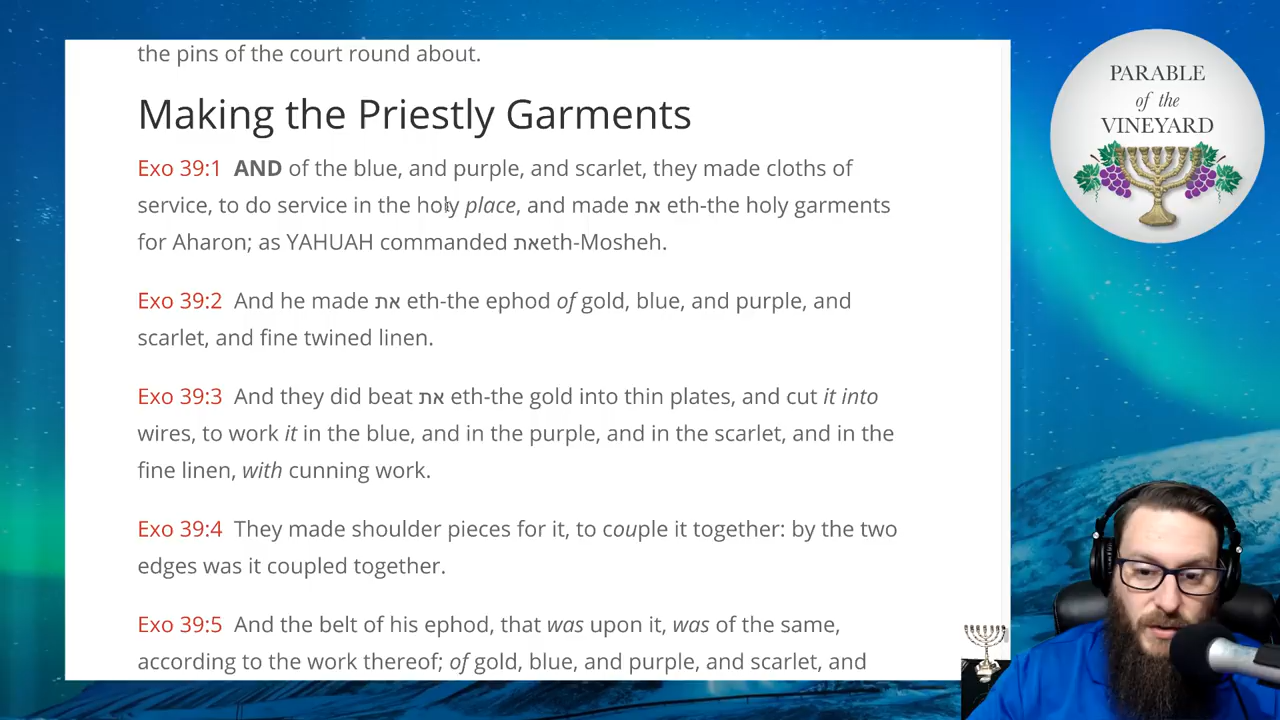 the pins of the court round about.
Making the Priestly Garments
Exo 39:1 AND of the blue, and purple, and scarlet, they made cloths of
service, to do service in the holy place, and made את eth-the holy garments
for Aharon; as YAHUAH commanded אתeth-Mosheh.
Exo 39:2 And he made את eth-the ephod of gold, blue, and purple, and
scarlet, and fine twined linen.
Exo 39:3 And they did beat את eth-the gold into thin plates, and cut it into
wires, to work it in the blue, and in the purple, and in the scarlet, and in the
fine linen, with cunning work.
Exo 39:4 They made shoulder pieces for it, to couple it together: by the two
edges was it coupled together.
Exo 39:5 And the belt of his ephod, that was upon it, was of the same,
according to the work thereof; of gold, blue, and purple, and scarlet, and
PARABLE
of the
VINEYARD